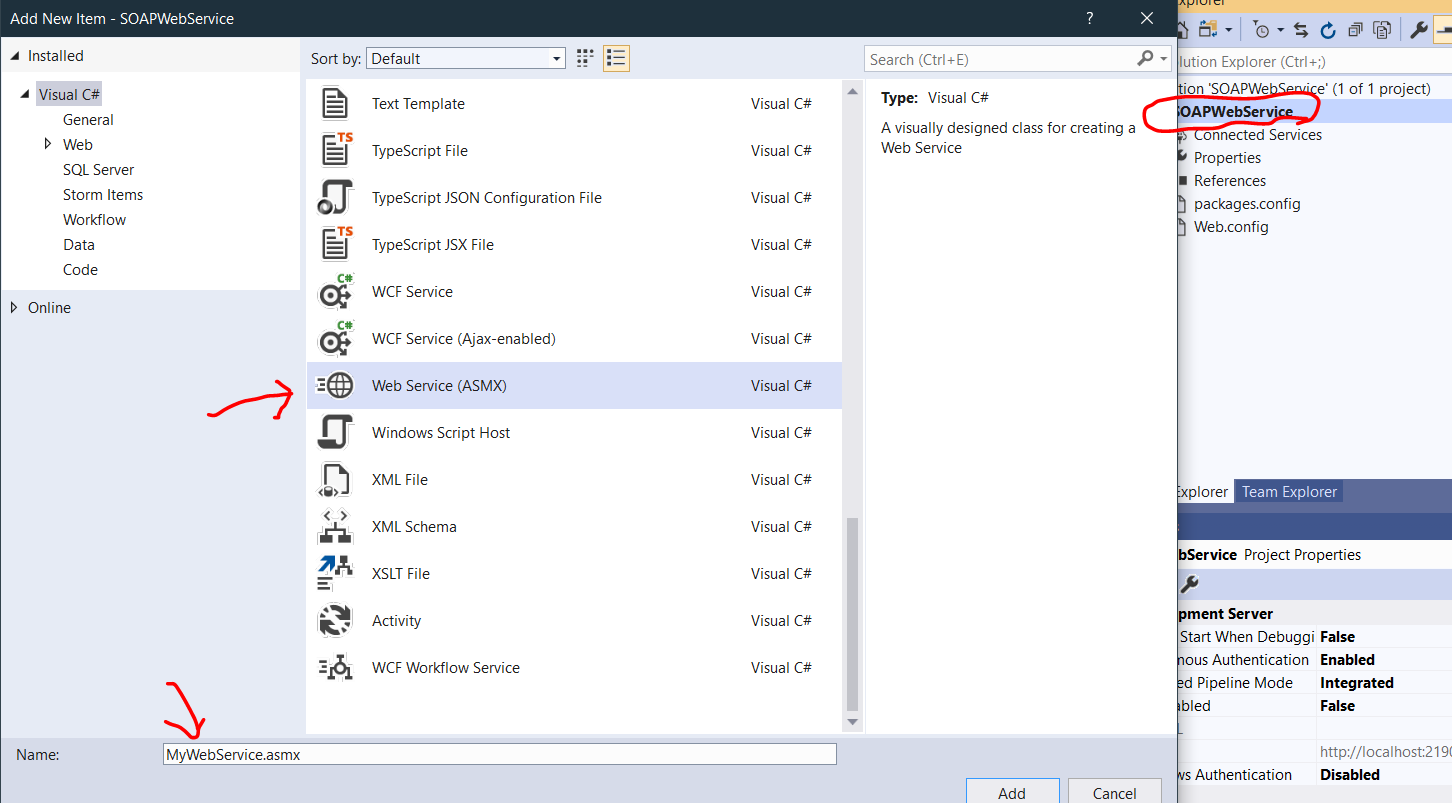 Add New Item - SOAPWebService
?
Installed
Visual C#
General
Web
SQL Server
Storm Items
Workflow
Data
Code
Online
Sort by: Default
Text Template Visual C#
TS
TypeScript File Visual C#
TypeScript JSON Configuration File Visual C#
TS
TypeScript JSX File Visual C#
C#
WCF Service Visual C#
C#
WCF Service (Ajax-enabled) Visual C#
Web Service (ASMX) Visual C#
Windows Script Host Visual C#
XML File Visual C#
XML Schema Visual C#
XSLT File Visual C#
Activity Visual C#
WCF Workflow Service Visual C#
Search (Ctrl+E)
Type: Visual C#
A visually designed class for creating a
Web Service
Name: MyWebService.asmx
Add Cancel
Explorer
olution Explorer (Ctrl+;)
tion 'SOAPWebService' (1 of 1 project)
SOAPWebService
Connected Services
Properties
References
packages.config
Web.config
Explorer Team Explorer
bService Project Properties
pment Server
Start When Debuggi False
mous Authentication Enabled
ed Pipeline Mode Integrated
abled False
http://localhost:2190
ws Authentication Disabled